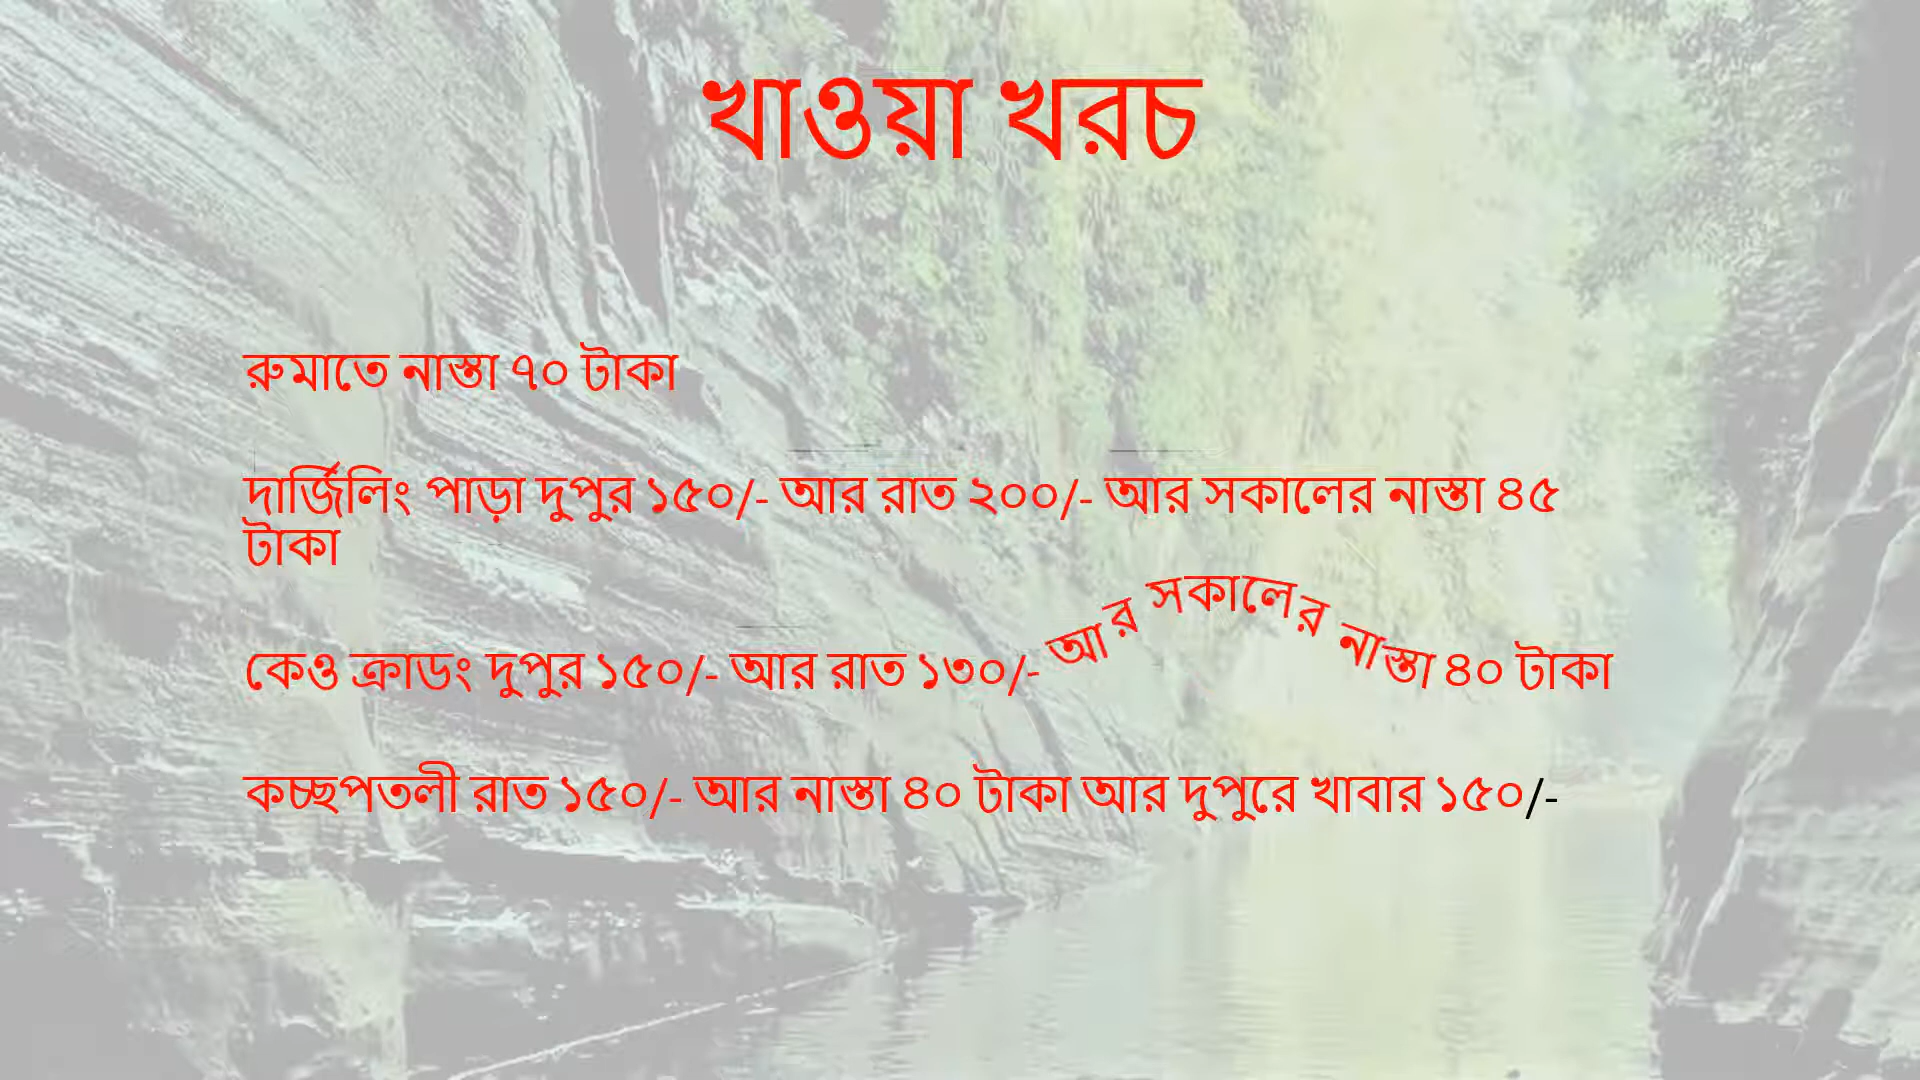 খাওয়া খরচ
রুমাতে নাস্তা ৭০ টাকা
দার্জিলিং পাড়া দুপুর ১৫০/- আর রাত ২০০/- আর সকালের নাস্তা ৪৫
টাকা
কেও ক্রাডং দুপুর ১৫০/- আর রাত ১৩০/- আর সকালের নাস্তা ৪০ টাকা
কচ্ছপতলী রাত ১৫০/- আর নাস্তা ৪০ টাকা আর দুপুরে খাবার ১৫০/-